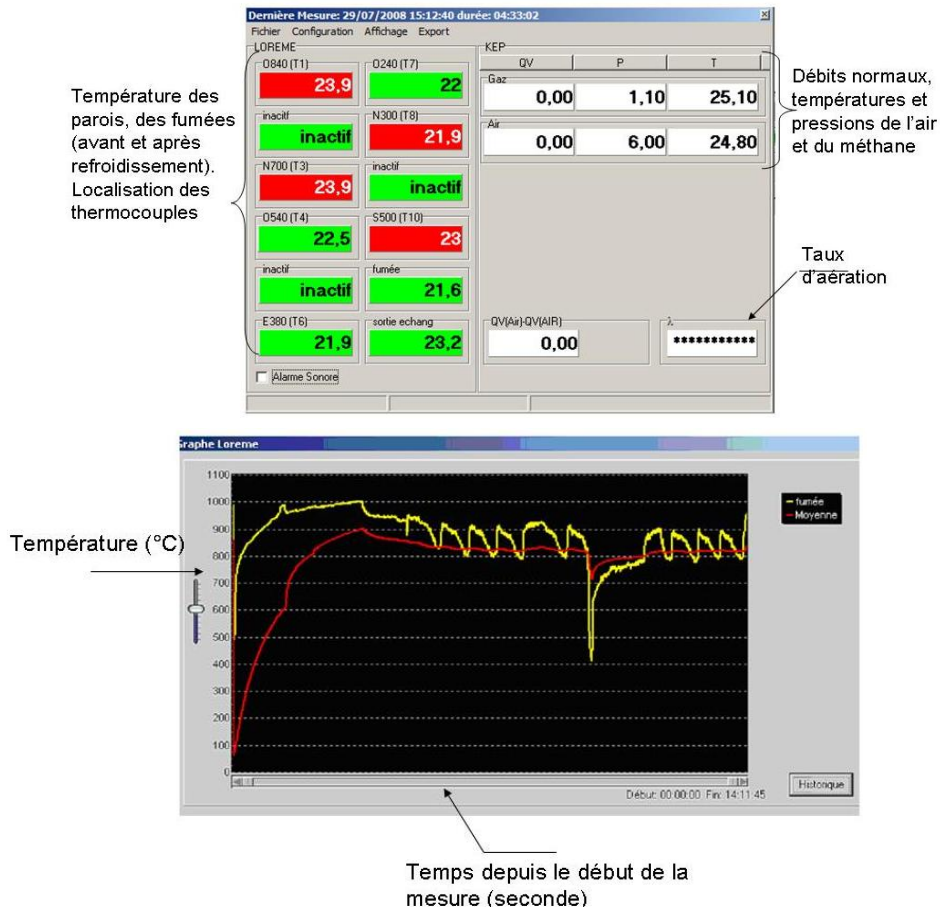 Dernière Mesure: 29/07/2008 15:12:40 durée: 04:33:02
Fichier Configuration Affichage Export
LOREME
KEP
O840 (T1)
23,9
O240 (T7)
22
inacitf
inactif
N300 (T8)
21,9
N700 (T3)
23,9
inactif
inactif
O540 (T4)
22,5
S500 (T10)
23
inactif
inactif
fumée
21,6
E380 (T6)
21,9
sortie echang
23,2
Alarme Sonore
QV P T
Gaz
0,00 1,10 25,10
Air
0,00 6,00 24,80
QV(Air)-QV(AIR)
0,00
λ
***********
Température des
parois, des fumées
(avant et après
refroidissement).
Localisation des
thermocouples
Débits normaux,
températures et
pressions de l'air
et du méthane
Taux
d'aération
Graphe Loreme
1100
1000
900
800
700
600
500
400
300
200
100
0
fumée
Moyenne
Température (°C)
Début: 00:00:00 Fin: 14:11:45
Historique
Temps depuis le début de la
mesure (seconde)